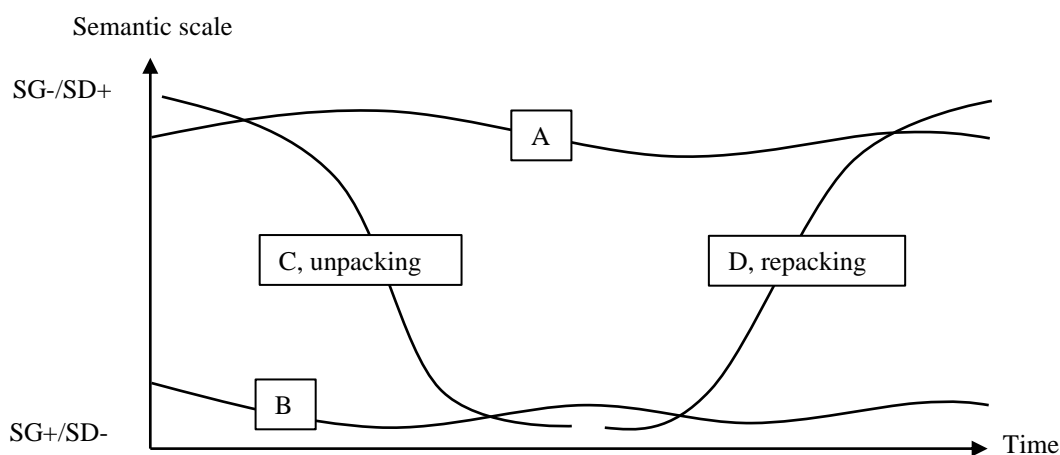 Semantic scale
SG-/SD+
A
C, unpacking
D, repacking
B
SG+/SD-
Time